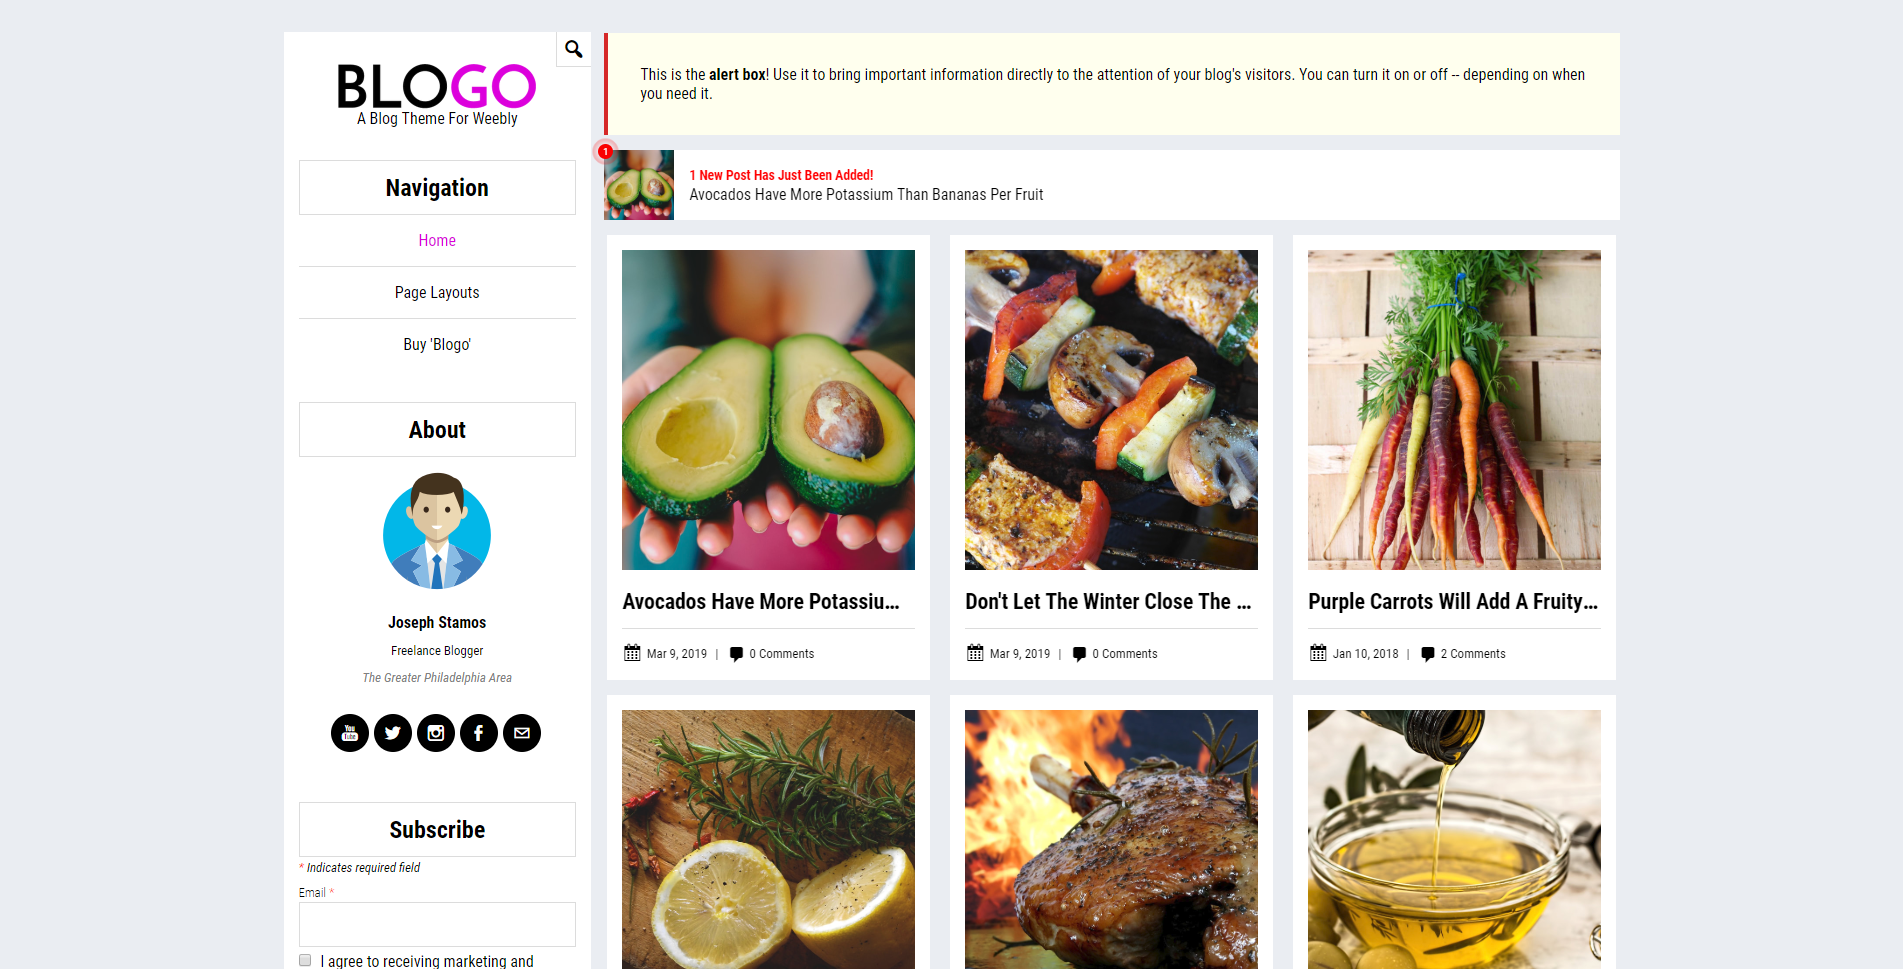 BLOGO
A Blog Theme For Weebly
Navigation
Home
Page Layouts
Buy 'Blogo'
About
Joseph Stamos
Freelance Blogger
The Greater Philadelphia Area
You
Tube
Subscribe
* Indicates required field
Email *
I agree to receiving marketing and
This is the alert box! Use it to bring important information directly to the attention of your blog's visitors. You can turn it on or off -- depending on when
you need it.
1
1 New Post Has Just Been Added!
Avocados Have More Potassium Than Bananas Per Fruit
Avocados Have More Potassiu...
Mar 9, 2019 | 0 Comments
Don't Let The Winter Close The ...
Mar 9, 2019 | 0 Comments
Purple Carrots Will Add A Fruity...
Jan 10, 2018 | 2 Comments